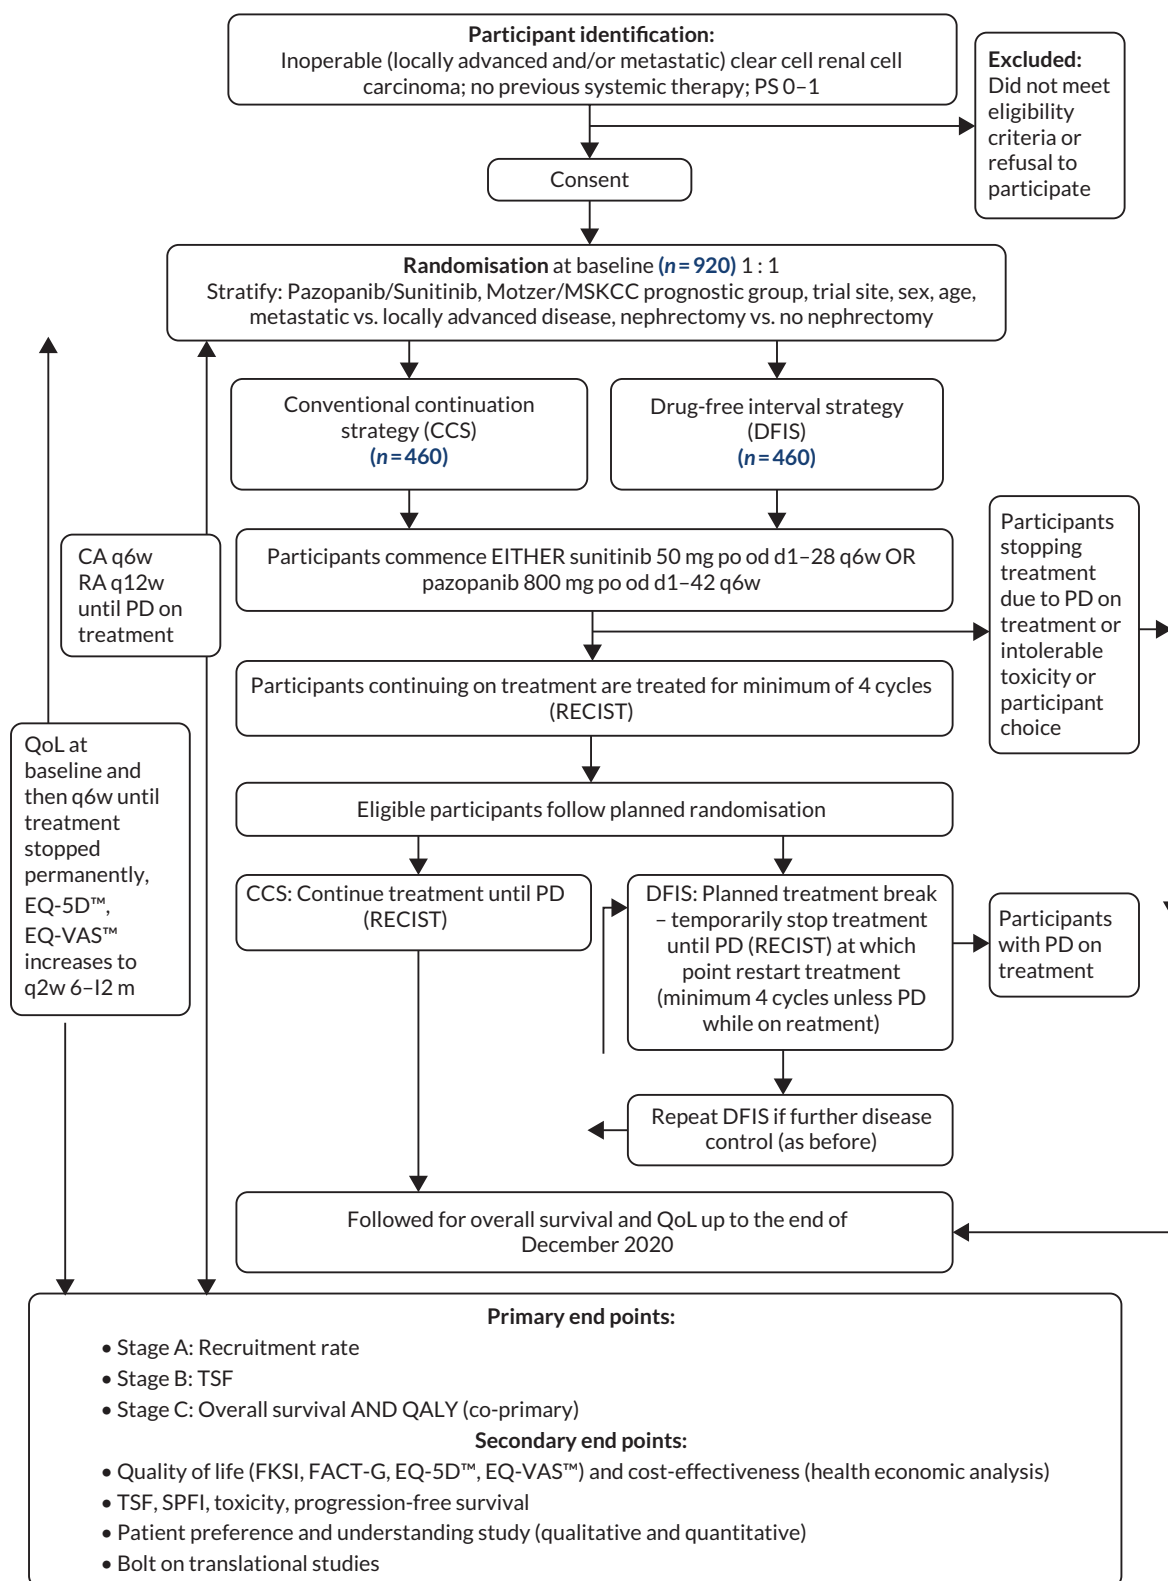 Participant identification:
Inoperable (locally advanced and/or metastatic) clear cell renal cell
carcinoma; no previous systemic therapy; PS 0–1
Excluded:
Did not meet
eligibility
criteria or
refusal to
participate
Consent
Randomisation at baseline (n=920) 1 : 1
Stratify: Pazopanib/Sunitinib, Motzer/MSKCC prognostic group, trial site, sex, age,
metastatic vs. locally advanced disease, nephrectomy vs. no nephrectomy
Conventional continuation
strategy (CCS)
(n=460)
Drug-free interval strategy
(DFIS)
(n=460)
CA q6w
RA q12w
until PD on
treatment
Participants commence EITHER sunitinib 50 mg po od d1–28 q6w OR
pazopanib 800 mg po od d1–42 q6w
Participants
stopping
treatment
due to PD on
treatment or
intolerable
toxicity or
participant
choice
Participants continuing on treatment are treated for minimum of 4 cycles
(RECIST)
QoL at
baseline and
then q6w until
treatment
stopped
permanently,
EQ-5D™,
EQ-VAS™
increases to
q2w 6–I2 m
Eligible participants follow planned randomisation
CCS: Continue treatment until PD
(RECIST)
DFIS: Planned treatment break
– temporarily stop treatment
until PD (RECIST) at which
point restart treatment
(minimum 4 cycles unless PD
while on reatment)
Participants
with PD on
treatment
Repeat DFIS if further disease
control (as before)
Followed for overall survival and QoL up to the end of
December 2020
Primary end points:
• Stage A: Recruitment rate
• Stage B: TSF
• Stage C: Overall survival AND QALY (co-primary)
Secondary end points:
• Quality of life (FKSI, FACT-G, EQ-5D™, EQ-VAS™) and cost-effectiveness (health economic analysis)
• TSF, SPFI, toxicity, progression-free survival
• Patient preference and understanding study (qualitative and quantitative)
• Bolt on translational studies